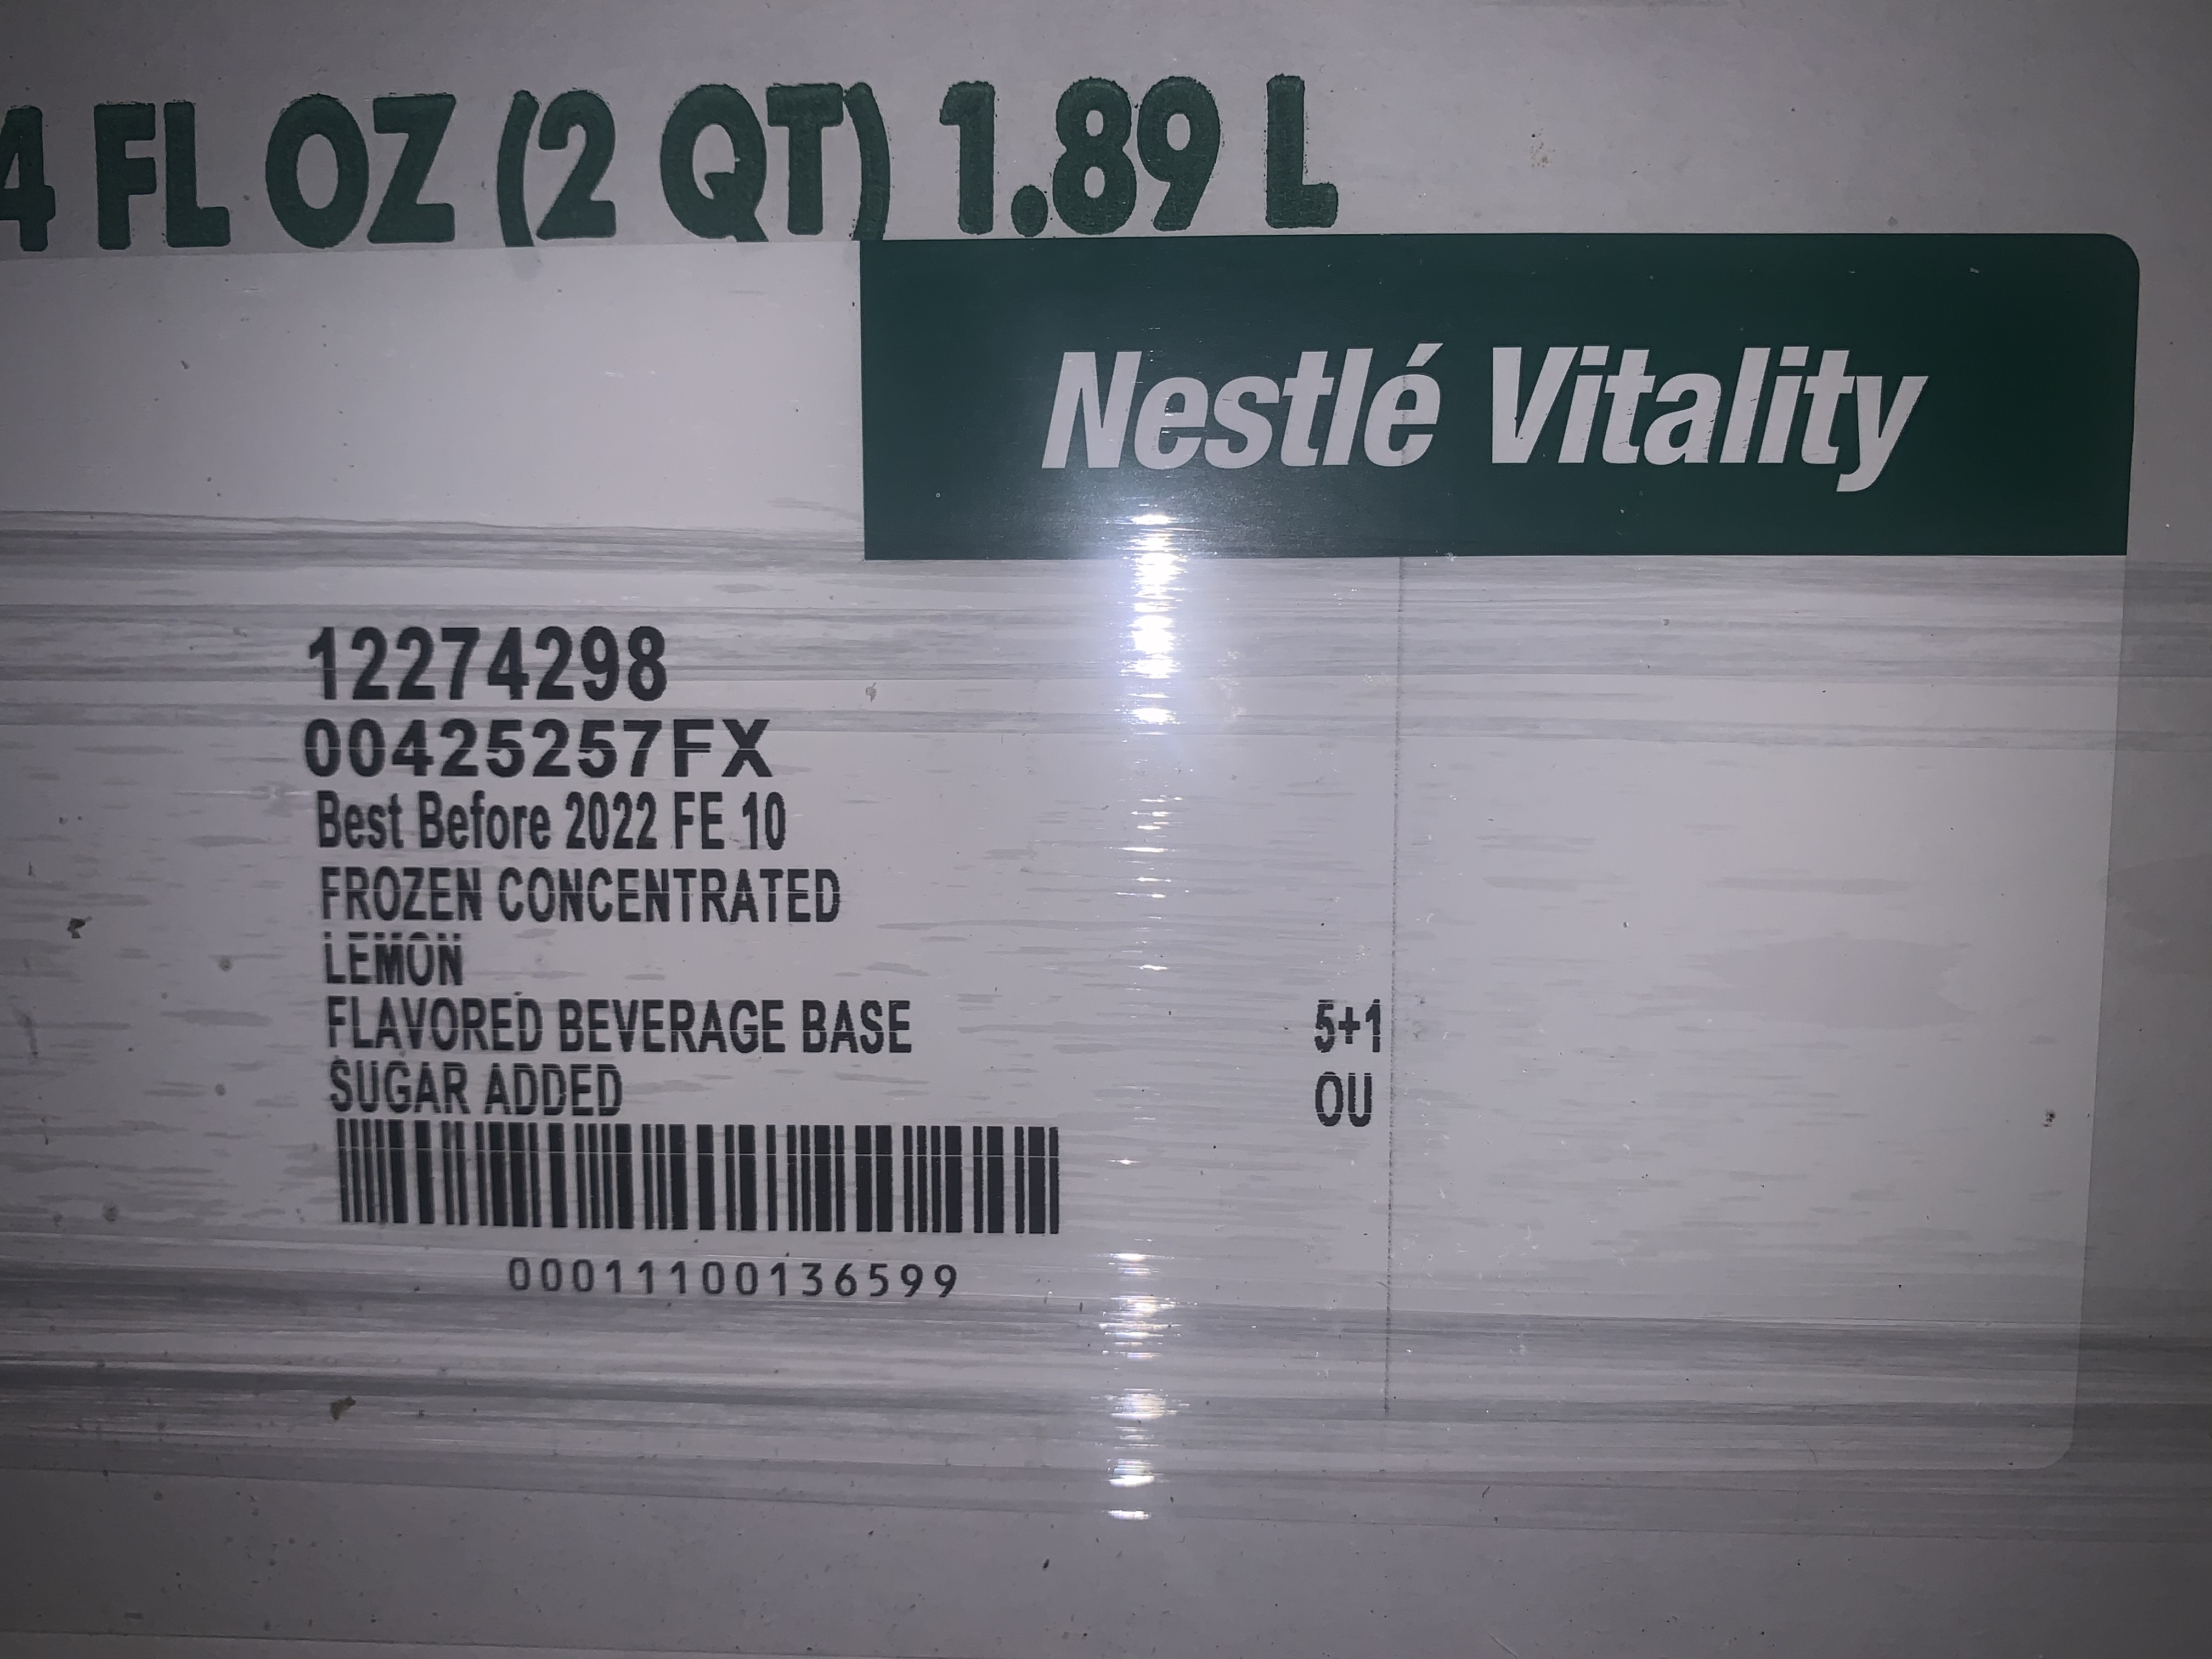 4 FL OZ (2 QT) 1.89 L
Nestlé Vitality
12274298
00425257FX
Best Before 2022 FE 10
FROZEN CONCENTRATED
LEMON
FLAVORED BEVERAGE BASE 5+1
SUGAR ADDED OU
00011100136599